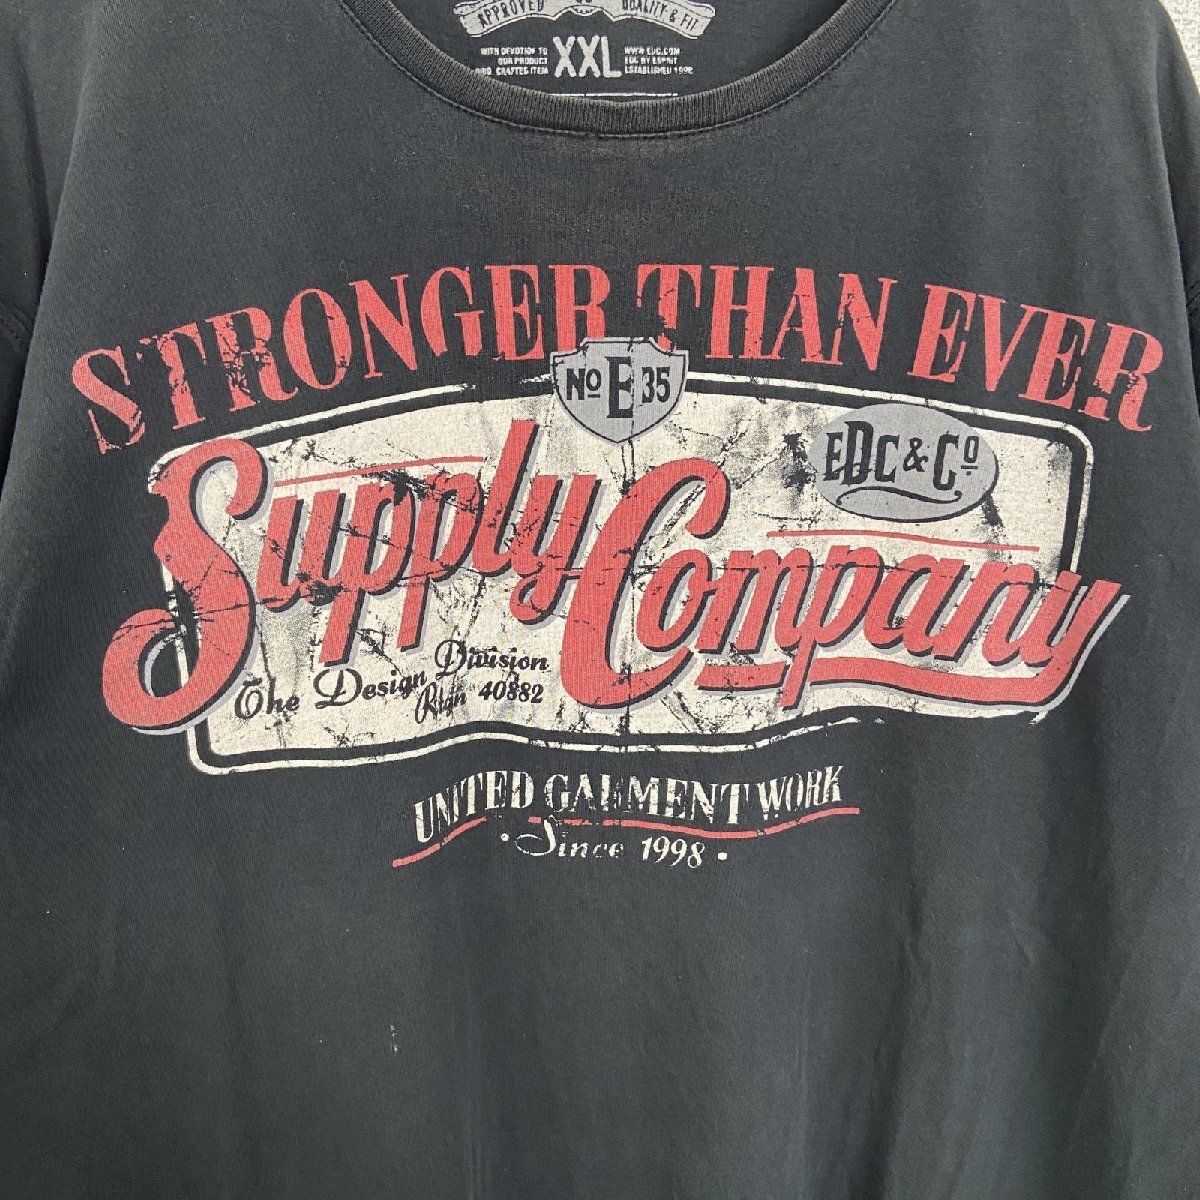 APPROVED QUALITY & FIT
WITH DEVOTION TO
OUR PRODUCT
CRAFTED ITEM
XXL
WWW.EDC.COM
EDC BY ESPRIT
ESTABLISHED 1998
STRONGER THAN EVER
No E 35
EDC & Co
Supply Company
The Design Division
40882
UNITED GARMENT WORK
• Since 1998 •